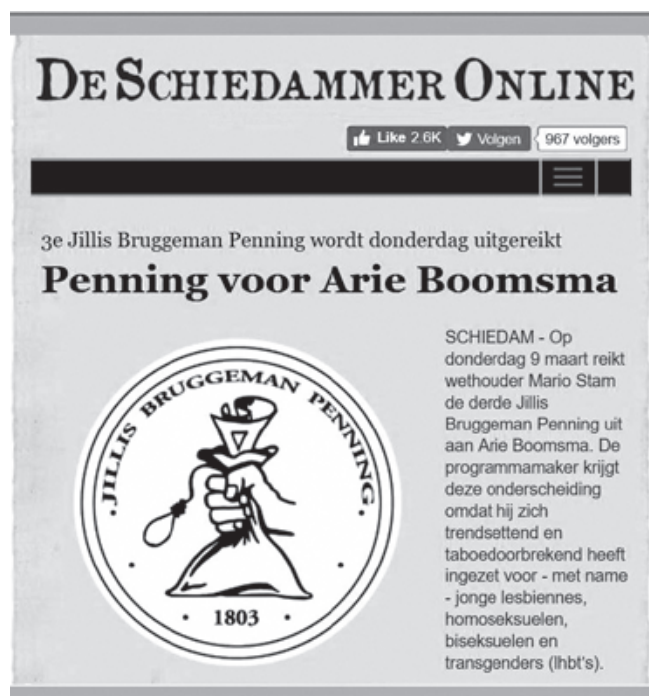 DE SCHIEDAMMER ONLINE
Like 2.6K Volgen 967 volgers
3e Jillis Bruggeman Penning wordt donderdag uitgereikt
Penning voor Arie Boomsma
JILLIS BRUGGEMAN PENNING
1803
SCHIEDAM - Op
donderdag 9 maart reikt
wethouder Mario Stam
de derde Jillis
Bruggeman Penning uit
aan Arie Boomsma. De
programmamaker krijgt
deze onderscheiding
omdat hij zich
trendsettend en
taboedoorbrekend heeft
ingezet voor - met name
- jonge lesbiennes,
homoseksuelen,
biseksuelen en
transgenders (lhbt's).